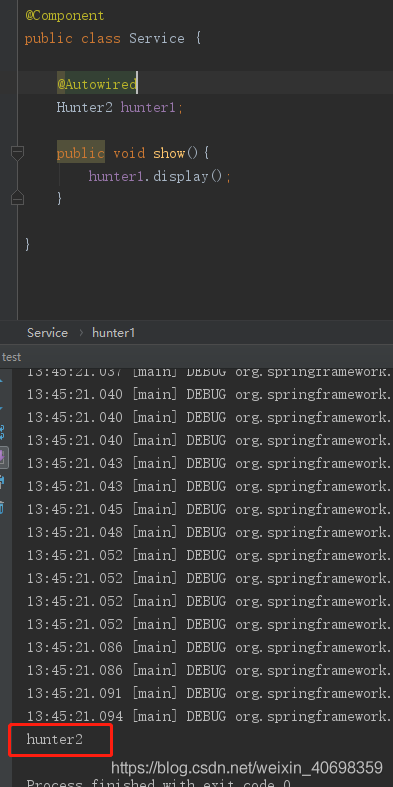 @Component
public class Service {
@Autowired
Hunter2 hunter1;
public void show(){
hunter1.display();
}
}
Service › hunter1
test
13:45:21.037 [main] DEBUG org.springframework.
13:45:21.040 [main] DEBUG org.springframework.
13:45:21.040 [main] DEBUG org.springframework.
13:45:21.040 [main] DEBUG org.springframework.
13:45:21.043 [main] DEBUG org.springframework.
13:45:21.043 [main] DEBUG org.springframework.
13:45:21.045 [main] DEBUG org.springframework.
13:45:21.048 [main] DEBUG org.springframework.
13:45:21.052 [main] DEBUG org.springframework.
13:45:21.052 [main] DEBUG org.springframework.
13:45:21.052 [main] DEBUG org.springframework.
13:45:21.052 [main] DEBUG org.springframework.
13:45:21.086 [main] DEBUG org.springframework.
13:45:21.086 [main] DEBUG org.springframework.
13:45:21.091 [main] DEBUG org.springframework.
13:45:21.094 [main] DEBUG org.springframework.
hunter2
https://blog.csdn.net/weixin_40698359
Process finished with exit code 0